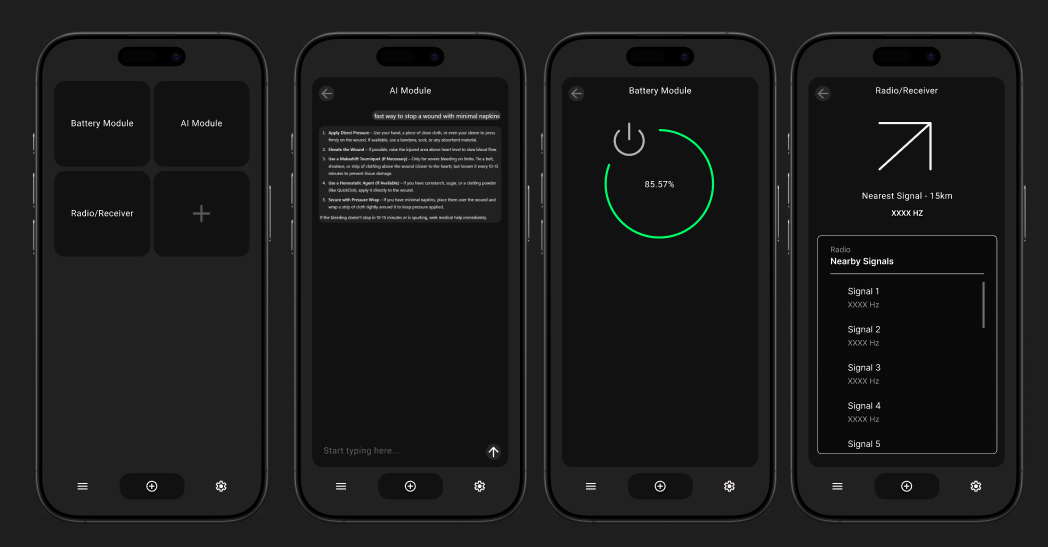 Battery Module
AI Module
Radio/Receiver
AI Module
fast way to stop a wound with minimal napkins
1. Apply Direct Pressure – Use your hand, a piece of clean cloth, or even your sleeve to press
firmly on the wound. If available, use a bandana, sock, or any absorbent material.
2. Elevate the Wound – If possible, raise the injured area above heart level to slow blood flow.
3. Use a Makeshift Tourniquet (If Necessary) – Only for severe bleeding on limbs. Tie a belt,
shoelace, or strip of clothing above the wound (closer to the heart), but loosen it every 10-15
minutes to prevent tissue damage.
4. Use a Hemostatic Agent (If Available) – If you have cornstarch, sugar, or a clotting powder
(like QuickClot), apply it directly to the wound.
5. Secure with Pressure Wrap – If you have minimal napkins, place them over the wound and
wrap a strip of cloth tightly around it to keep pressure applied.
If the bleeding doesn't stop in 10-15 minutes or is spurting, seek medical help immediately.
Start typing here...
Battery Module
85.57%
Radio/Receiver
Nearest Signal - 15km
XXXX HZ
Radio
Nearby Signals
Signal 1
XXXX Hz
Signal 2
XXXX Hz
Signal 3
XXXX Hz
Signal 4
XXXX Hz
Signal 5